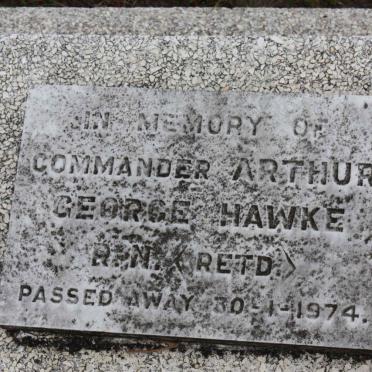 IN MEMORY OF
COMMANDER ARTHUR
GEORGE HAWKE
R.N. (RETD.)
PASSED AWAY 30-1-1974.